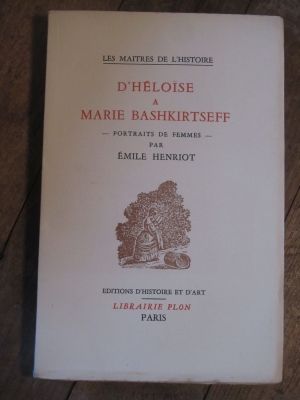 LES MAITRES DE L'HISTOIRE
D'HÉLOÏSE
A
MARIE BASHKIRTSEFF
— PORTRAITS DE FEMMES —
PAR
ÉMILE HENRIOT
EDITIONS D'HISTOIRE ET D'ART
LIBRAIRIE PLON
PARIS